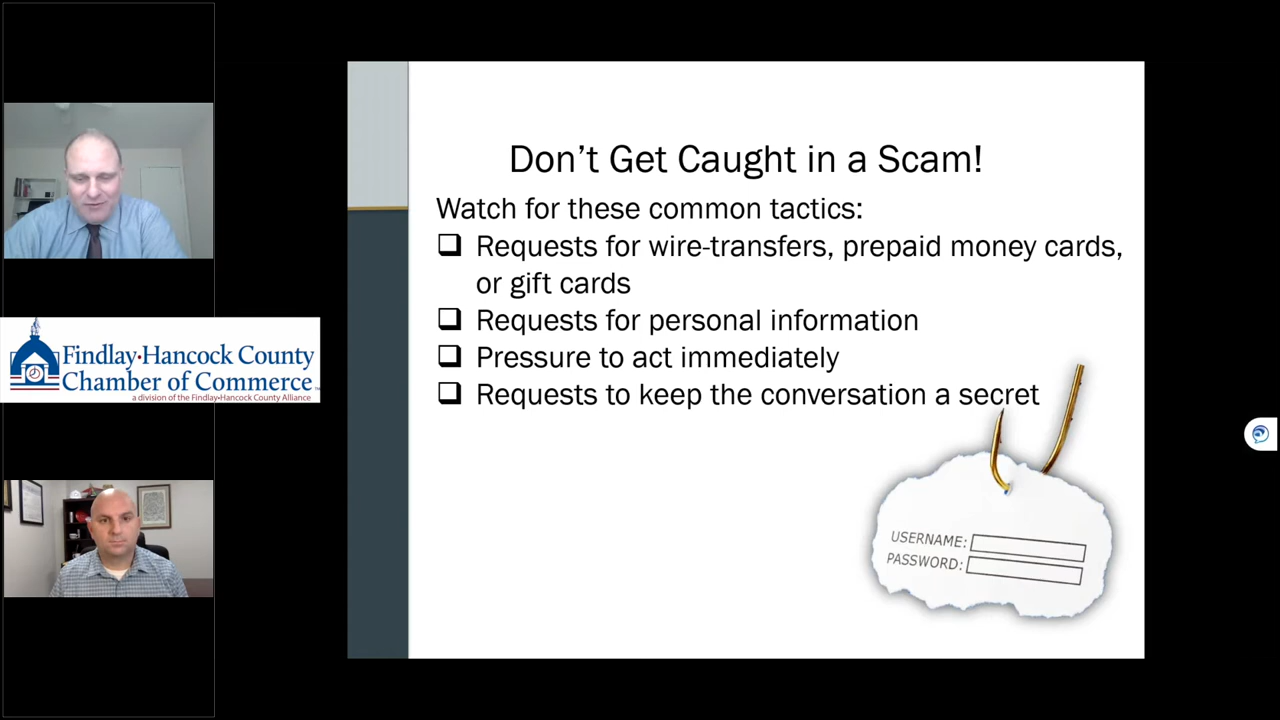 Don't Get Caught in a Scam!
Watch for these common tactics:
❑ Requests for wire-transfers, prepaid money cards,
or gift cards
❑ Requests for personal information
❑ Pressure to act immediately
❑ Requests to keep the conversation a secret
USERNAME:
PASSWORD:
Findlay•Hancock County
Chamber of Commerce
a division of the Findlay•Hancock County Alliance